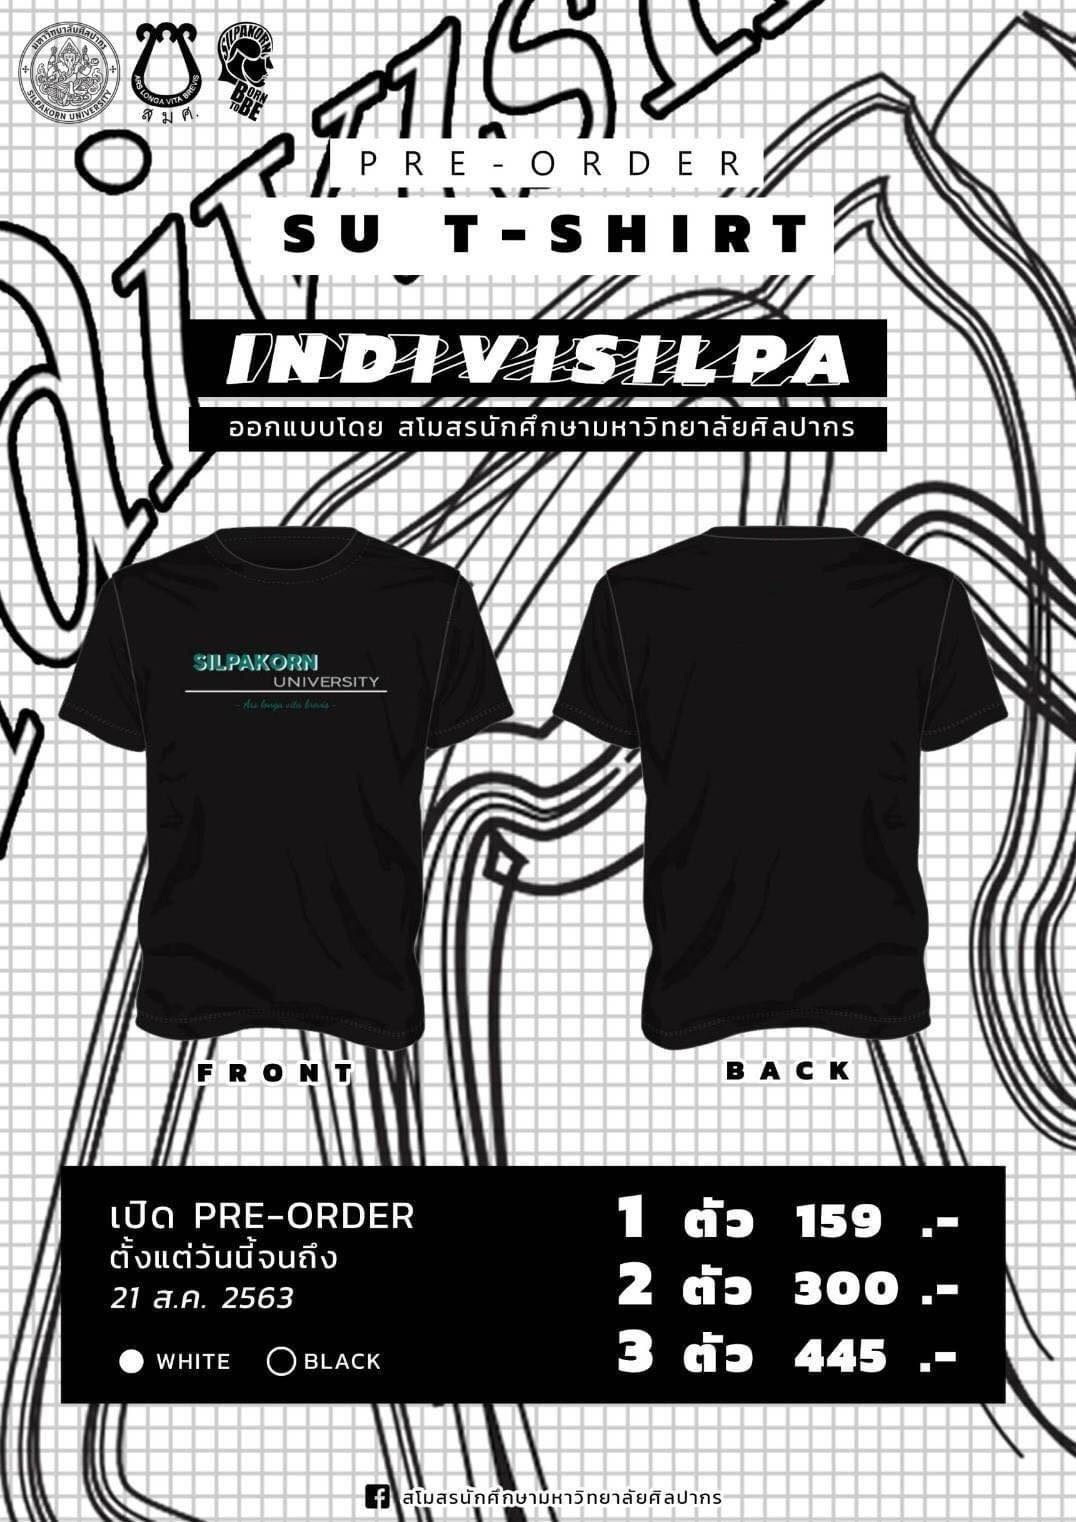 มหาวิทยาลัยศิลปากร
SILPAKORN UNIVERSITY
ARS LONGA VITA BREVIS
ส ม ศ.
SILPAKORN
BORN
TO BE
PRE-ORDER
SU T-SHIRT
INDIVISILPA
ออกแบบโดย สโมสรนักศึกษามหาวิทยาลัยศิลปากร
SILPAKORN
UNIVERSITY
- Ars longa vita brevis -
FRONT
BACK
เปิด PRE-ORDER
ตั้งแต่วันนี้จนถึง
21 ส.ค. 2563
WHITE BLACK
1 ตัว 159 .-
2 ตัว 300 .-
3 ตัว 445 .-
สโมสรนักศึกษามหาวิทยาลัยศิลปากร